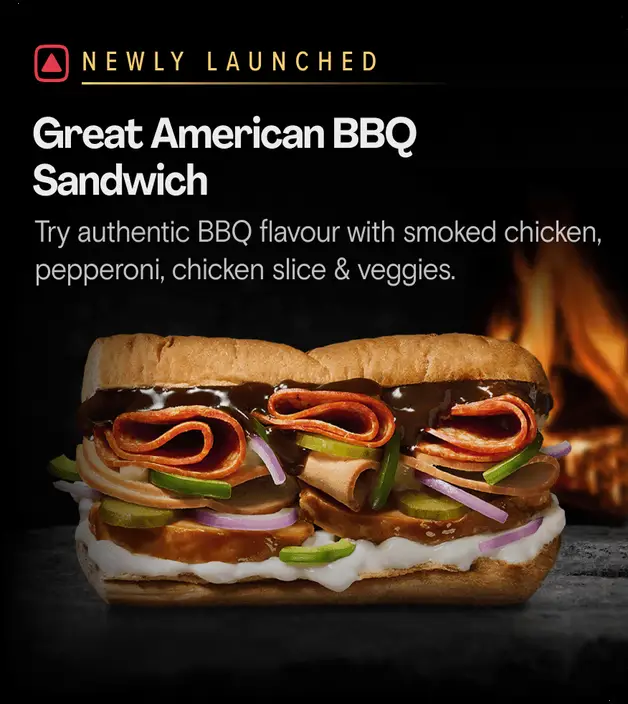 NEWLY LAUNCHED
Great American BBQ
Sandwich
Try authentic BBQ flavour with smoked chicken,
pepperoni, chicken slice & veggies.